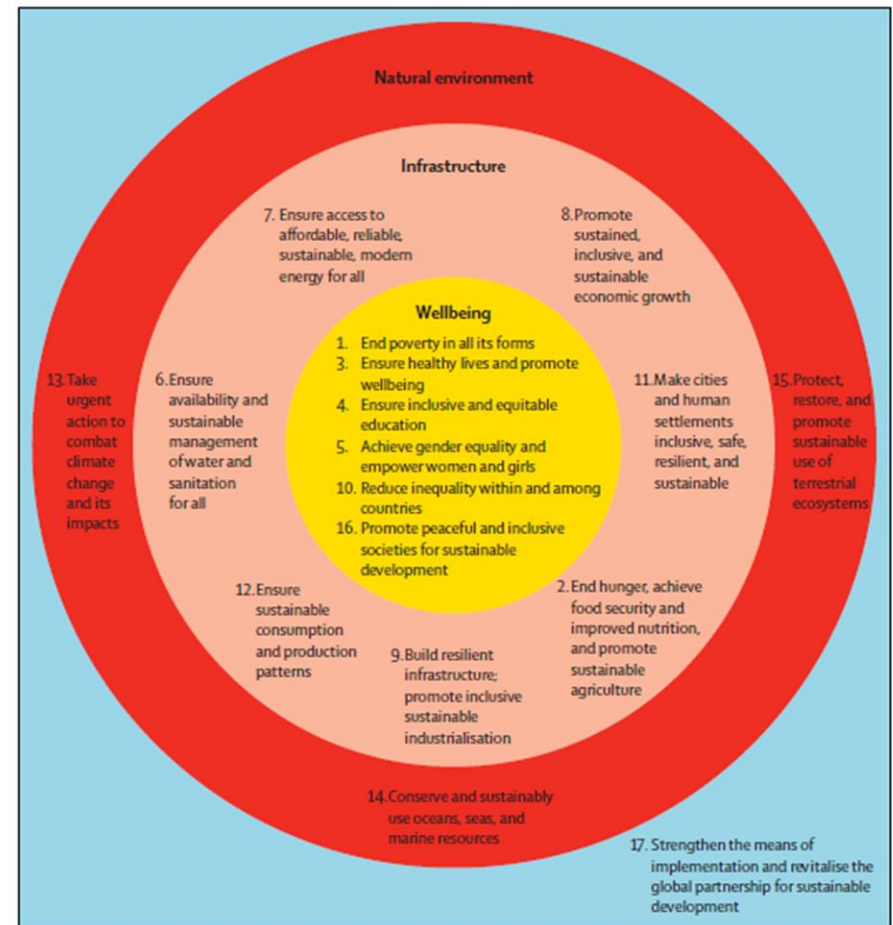 Natural environment
Infrastructure
7. Ensure access to
affordable, reliable,
sustainable, modern
energy for all
8.Promote
sustained,
inclusive, and
sustainable
economic growth
Wellbeing
1. End poverty in all its forms
3. Ensure healthy lives and promote
wellbeing
4. Ensure inclusive and equitable
education
5. Achieve gender equality and
empower women and girls
10. Reduce inequality within and among
countries
16. Promote peaceful and inclusive
societies for sustainable
development
13.Take
urgent
action to
combat
climate
change
and its
impacts
6.Ensure
availability and
sustainable
management
of water and
sanitation
for all
11.Make cities
and human
settlements
inclusive, safe,
resilient, and
sustainable
15.Protect,
restore, and
promote
sustainable
use of
terrestrial
ecosystems
12.Ensure
sustainable
consumption
and production
patterns
9.Build resilient
infrastructure;
promote inclusive
sustainable
industrialisation
2.End hunger, achieve
food security and
improved nutrition,
and promote
sustainable
agriculture
14.Conserve and sustainably
use oceans, seas, and
marine resources
17. Strengthen the means of
implementation and revitalise the
global partnership for sustainable
development